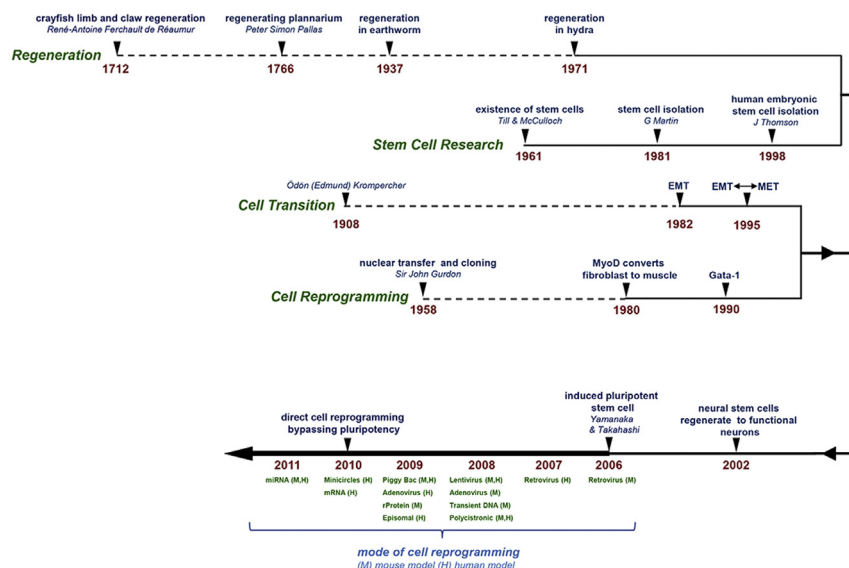 crayfish limb and claw regeneration
René-Antoine Ferchault de Réaumur
regenerating plannarium
Peter Simon Pallas
regeneration
in earthworm
regeneration
in hydra
Regeneration
1712
1766
1937
1971
existence of stem cells
Till & McCulloch
stem cell isolation
G Martin
human embryonic
stem cell isolation
J Thomson
Stem Cell Research
1961
1981
1998
Ödön (Edmund) Krompercher
EMT
EMT MET
Cell Transition
1908
1982
1995
nuclear transfer and cloning
Sir John Gurdon
MyoD converts
fibroblast to muscle
Gata-1
Cell Reprogramming
1958
1980
1990
direct cell reprogramming
bypassing pluripotency
induced pluripotent
stem cell
Yamanaka
& Takahashi
neural stem cells
regenerate to functional
neurons
2011
2010
2009
2008
2007
2006
2002
miRNA (M,H)
Minicircles (H)
mRNA (H)
Piggy Bac (M,H)
Adenovirus (H)
rProtein (M)
Episomal (H)
Lentivirus (M,H)
Adenovirus (M)
Transient DNA (M)
Polycistronic (M,H)
Retrovirus (H)
Retrovirus (M)
mode of cell reprogramming
(M) mouse model (H) human model